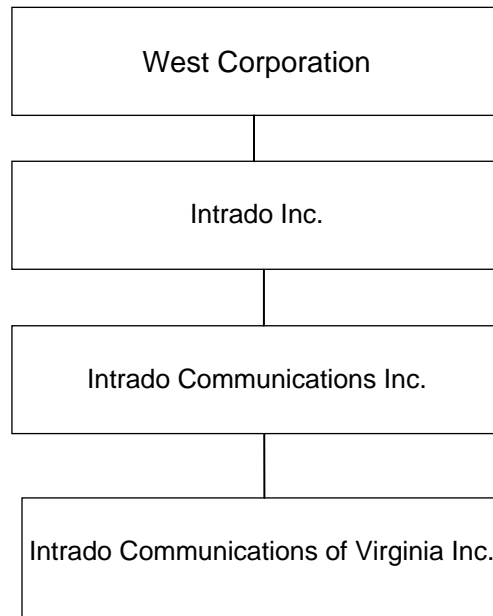 West Corporation
Intrado Inc.
Intrado Communications Inc.
Intrado Communications of Virginia Inc.